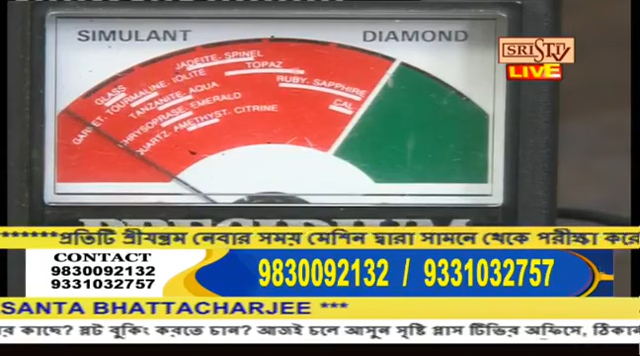 SIMULANT DIAMOND
SRISTI
LIVE
JADEITE, SPINEL
TOPAZ
GLASS
GARNET, TOURMALINE, IOLITE
RUBY, SAPPHIRE
TANZANITE, AQUA
CAL
CHRYSOPRASE, EMERALD
QUARTZ, AMETHYST, CITRINE
PRESIDIUM
*******প্রতিটি শ্রীযন্ত্রম নেবার সময় মেশিন দ্বারা সামনে থেকে পরীক্ষা করে
CONTACT
9830092132
9331032757
9830092132 / 9331032757
SANTA BHATTACHARJEE ***
র কাছে? স্লট বুকিং করতে চান? আজই চলে আসুন সৃষ্টি প্লাস টিভির অফিসে, ঠিকান